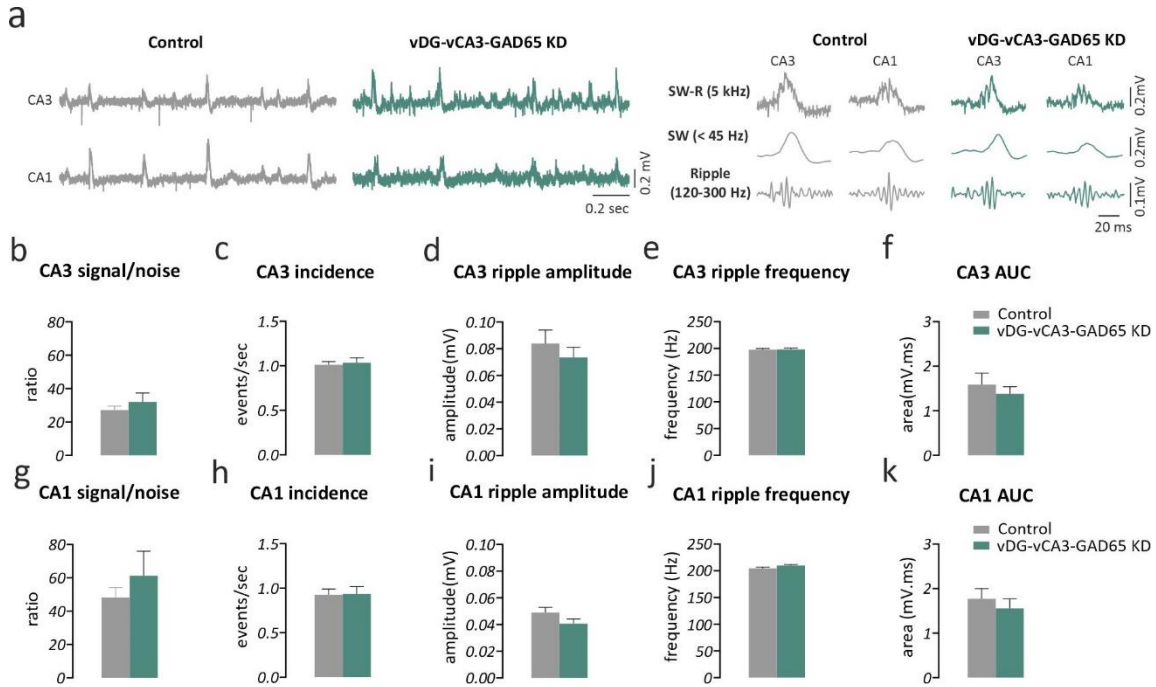 a
Control
vDG-vCA3-GAD65 KD
CA3
CA1
0.2 mV
0.2 sec
Control
vDG-vCA3-GAD65 KD
CA3
CA1
CA3
CA1
SW-R (5 kHz)
0.2mV
SW (< 45 Hz)
0.2mV
Ripple
(120-300 Hz)
0.1mV
20 ms
b
CA3 signal/noise
80
60
40
20
0
ratio
c
CA3 incidence
1.5
1.0
0.5
0.0
events/sec
d
CA3 ripple amplitude
0.10
0.08
0.06
0.04
0.02
0.00
amplitude(mV)
e
CA3 ripple frequency
250
200
150
100
50
0
frequency (Hz)
f
CA3 AUC
3
2
1
0
area(mV.ms)
Control
vDG-vCA3-GAD65 KD
g
CA1 signal/noise
80
60
40
20
0
ratio
h
CA1 incidence
1.5
1.0
0.5
0.0
events/sec
i
CA1 ripple amplitude
0.10
0.08
0.06
0.04
0.02
0.00
amplitude(mV)
j
CA1 ripple frequency
250
200
150
100
50
0
frequency (Hz)
k
CA1 AUC
3
2
1
0
area (mV.ms)
Control
vDG-vCA3-GAD65 KD